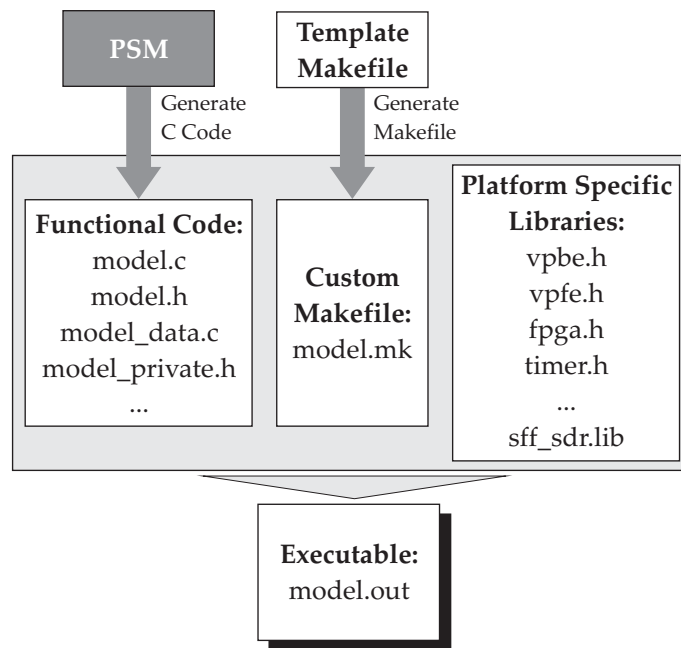 PSM
Template
Makefile
Generate
C Code
Generate
Makefile
Functional Code:
model.c
model.h
model_data.c
model_private.h
...
Custom
Makefile:
model.mk
Platform Specific
Libraries:
vpbe.h
vpfe.h
fpga.h
timer.h
...
sff_sdr.lib
Executable:
model.out